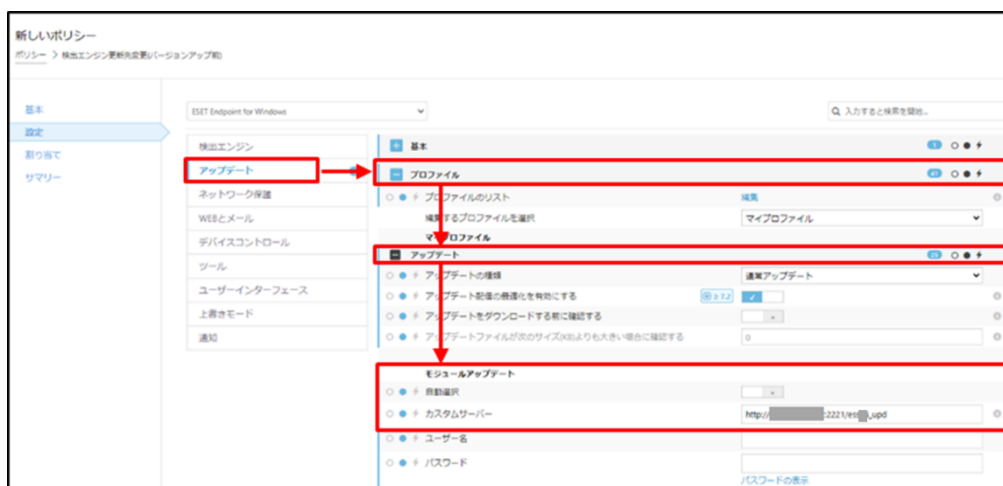 新しいポリシー
ポリシー > 検出エンジン更新先変更(バージョンアップ前)
基本
設定
割り当て
サマリー
ESET Endpoint for Windows
入力すると検索を開始...
検出エンジン
アップデート
ネットワーク保護
WEBとメール
デバイスコントロール
ツール
ユーザーインターフェース
上書きモード
通知
基本
プロファイル
プロファイルのリスト 編集
編集するプロファイルを選択 マイプロファイル
マイプロファイル
アップデート
アップデートの種類 通常アップデート
アップデート配信の最適化を有効にする ≥ 7.2
アップデートをダウンロードする前に確認する
アップデートファイルが次のサイズ(KB)よりも大きい場合に確認する 0
モジュールアップデート
自動選択
カスタムサーバー http:// :2221/es _upd
ユーザー名
パスワード
パスワードの表示